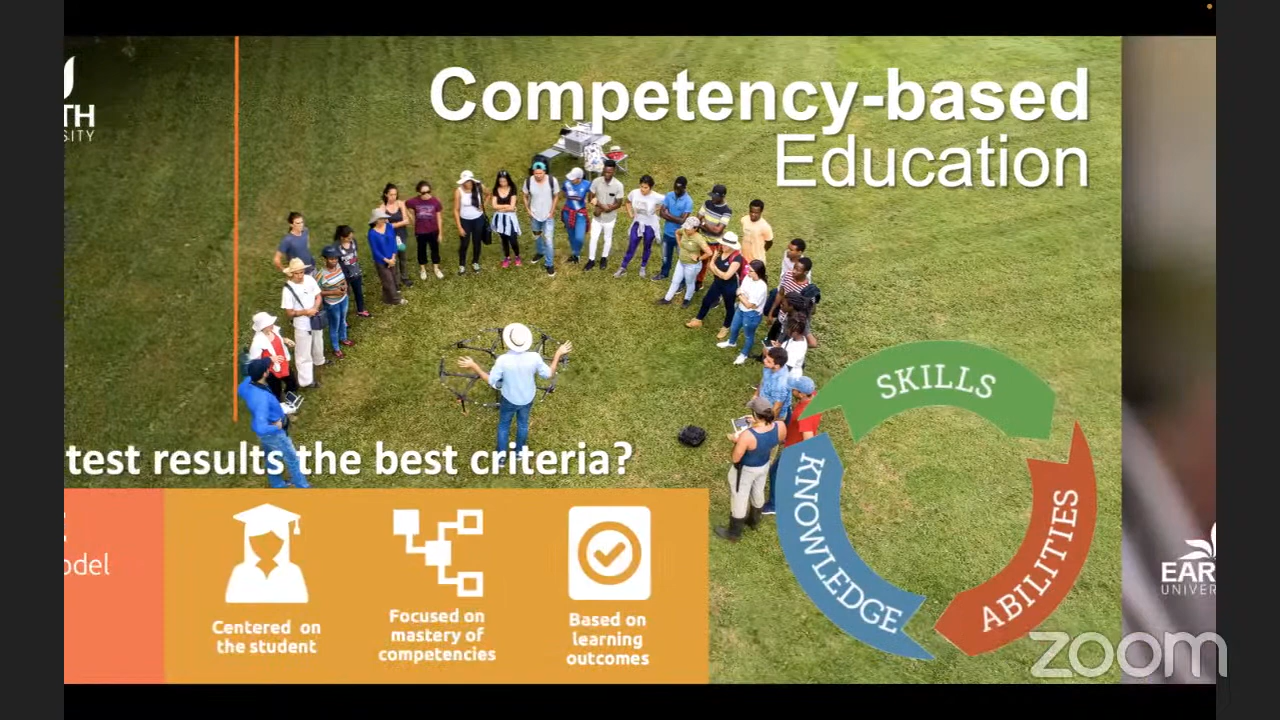 TH
SITY
Competency-based
Education
SKILLS
KNOWLEDGE
ABILITIES
test results the best criteria?
odel
Centered on
the student
Focused on
mastery of
competencies
Based on
learning
outcomes
EAR
UNIVER
zoom